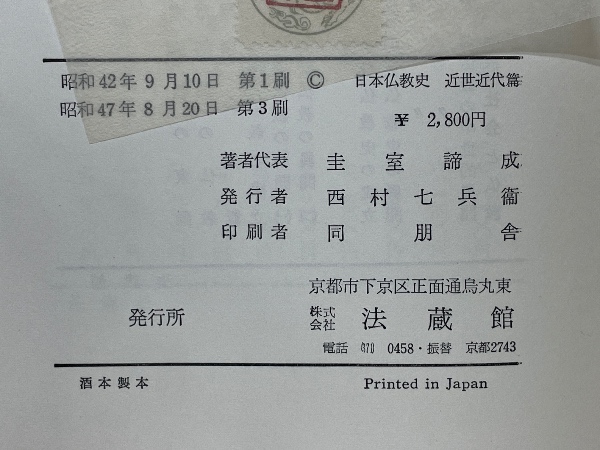 昭和42年9月10日 第1刷 © 日本仏教史 近世近代篇
昭和47年8月20日 第3刷
¥ 2,800円
著者代表 圭室諦成
発行者 西村七兵衞
印刷者 同朋舎
京都市下京区正面通烏丸東
発行所 株式会社 法蔵館
電話 0458・振替 京都2743
酒本製本 Printed in Japan